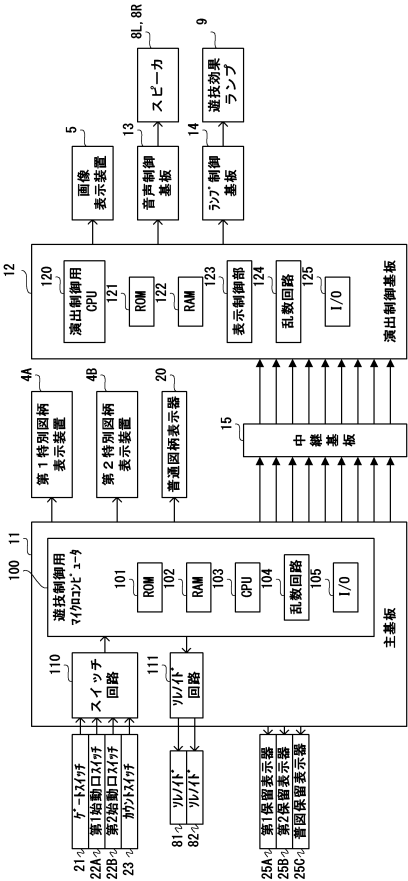 21
ｹﾞｰﾄスイッチ
22A
第1始動口スイッチ
22B
第2始動口スイッチ
23
ｶｳﾝﾄスイッチ
81
ｿﾚﾉｲﾄﾞ
82
ｿﾚﾉｲﾄﾞ
25A
第1保留表示器
25B
第2保留表示器
25C
普図保留表示器
110
スイッチ
回路
111
ｿﾚﾉｲﾄﾞ
回路
100
11
遊技制御用
ﾏｲｸﾛｺﾝﾋﾟｭｰﾀ
101
ROM
102
RAM
103
CPU
104
乱数回路
105
I/O
主基板
4A
第1特別図柄
表示装置
4B
第2特別図柄
表示装置
20
普通図柄表示器
15
中継
基板
12
120
演出制御用
CPU
121
ROM
122
RAM
123
表示制御部
124
乱数回路
125
I/O
演出制御基板
5
画像
表示装置
13
音声制御
基板
8L, 8R
スピーカ
14
ﾗﾝﾌﾟ制御
基板
9
遊技効果
ランプ